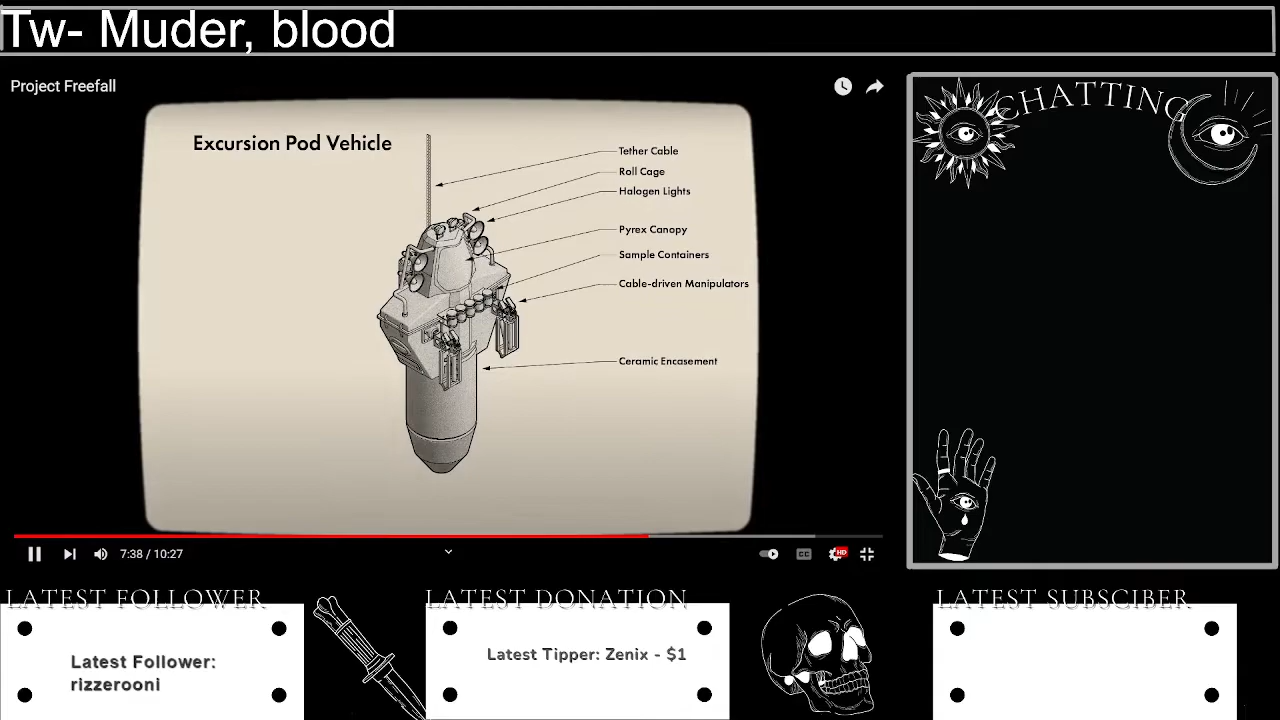 Tw- Muder, blood
Project Freefall
CHATTING
Excursion Pod Vehicle
Tether Cable
Roll Cage
Halogen Lights
Pyrex Canopy
Sample Containers
Cable-driven Manipulators
Ceramic Encasement
7:38 / 10:27
CC
HD
LATEST FOLLOWER
LATEST DONATION
LATEST SUBSCIBER
Latest Follower:
rizzerooni
Latest Tipper: Zenix - $1